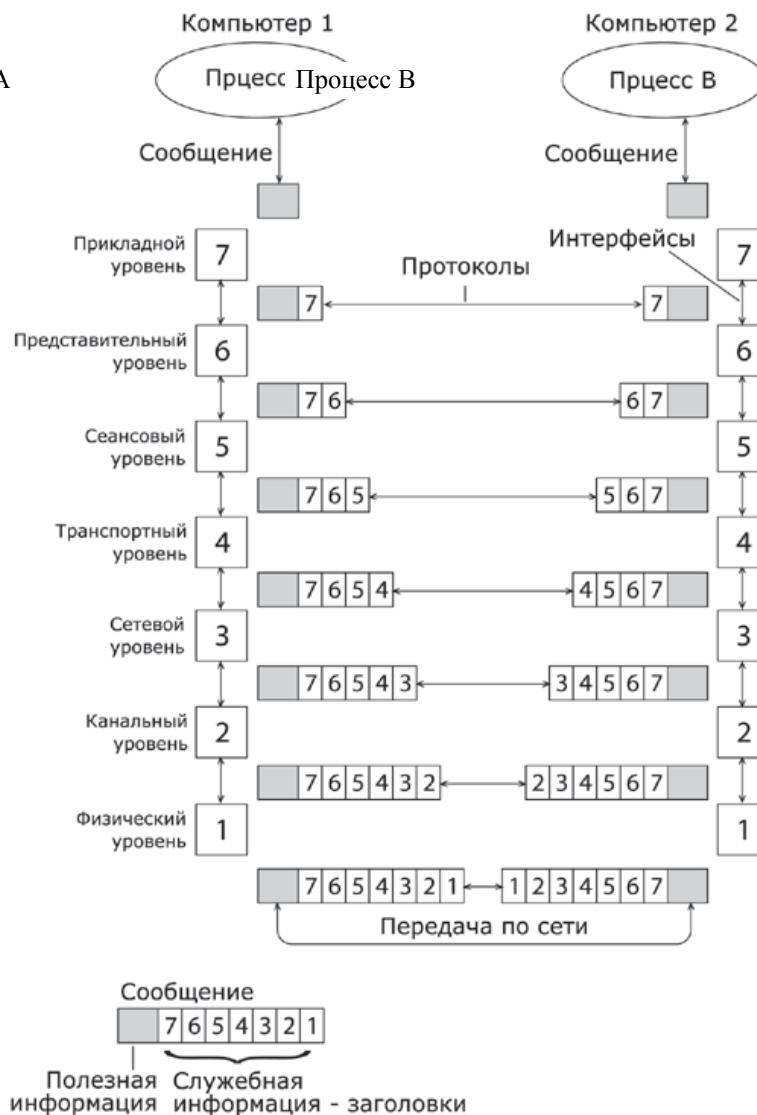 Компьютер 1
Компьютер 2
А
Прцесс
Процесс В
Прцесс В
Сообщение
Сообщение
Прикладной
уровень
7
Интерфейсы
7
Протоколы
7
7
Представительный
уровень
6
6
7 6
6 7
Сеансовый
уровень
5
5
7 6 5
5 6 7
Транспортный
уровень
4
4
7 6 5 4
4 5 6 7
Сетевой
уровень
3
3
7 6 5 4 3
3 4 5 6 7
Канальный
уровень
2
2
7 6 5 4 3 2
2 3 4 5 6 7
Физический
уровень
1
1
7 6 5 4 3 2 1
1 2 3 4 5 6 7
Передача по сети
Сообщение
7 6 5 4 3 2 1
Полезная
информация
Служебная
информация - заголовки